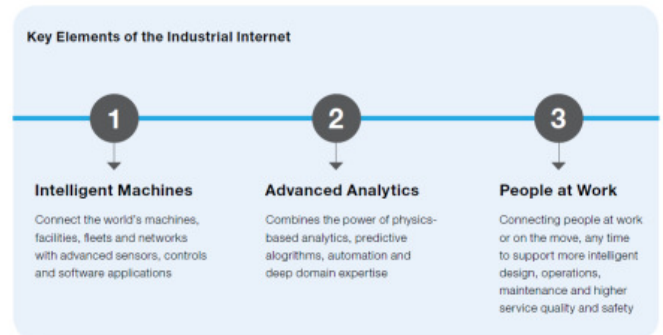 Key Elements of the Industrial Internet
1
2
3
Intelligent Machines
Connect the world's machines,
facilities, fleets and networks
with advanced sensors, controls
and software applications
Advanced Analytics
Combines the power of physics-
based analytics, predictive
alogrithms, automation and
deep domain expertise
People at Work
Connecting people at work
or on the move, any time
to support more intelligent
design, operations,
maintenance and higher
service quality and safety